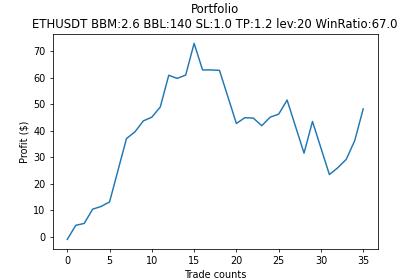 Portfolio
ETHUSDT BBM:2.6 BBL:140 SL:1.0 TP:1.2 lev:20 WinRatio:67.0
Profit ($)
70
60
50
40
30
20
10
0
0 5 10 15 20 25 30 35
Trade counts